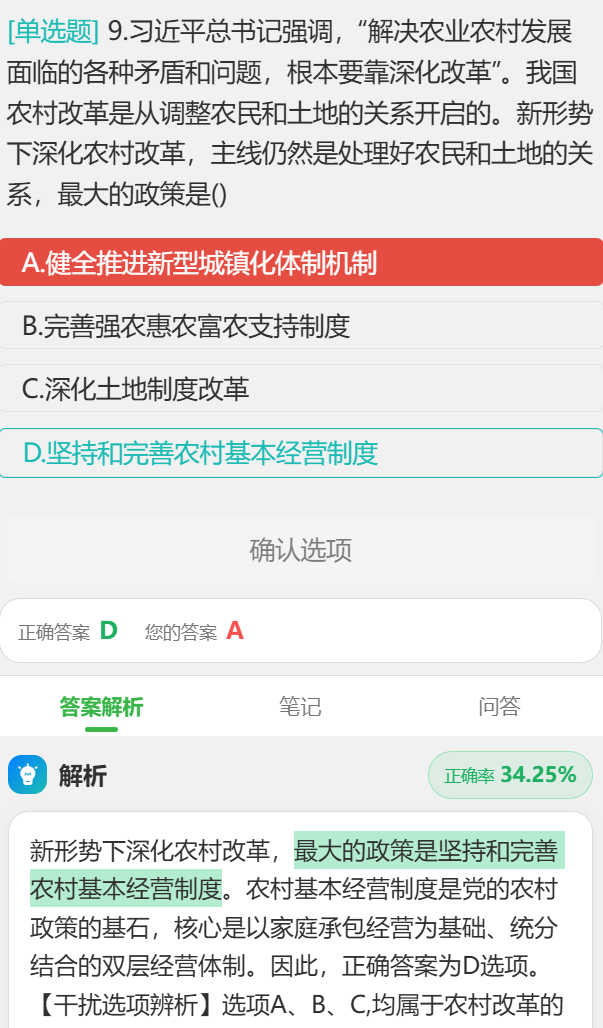 [单选题] 9.习近平总书记强调，“解决农业农村发展
面临的各种矛盾和问题，根本要靠深化改革”。我国
农村改革是从调整农民和土地的关系开启的。新形势
下深化农村改革，主线仍然是处理好农民和土地的关
系，最大的政策是()
A.健全推进新型城镇化体制机制
B.完善强农惠农富农支持制度
C.深化土地制度改革
D.坚持和完善农村基本经营制度
确认选项
正确答案 D 您的答案 A
答案解析 笔记 问答
解析 正确率 34.25%
新形势下深化农村改革，最大的政策是坚持和完善
农村基本经营制度。农村基本经营制度是党的农村
政策的基石，核心是以家庭承包经营为基础、统分
结合的双层经营体制。因此，正确答案为D选项。
【干扰选项辨析】选项A、B、C,均属于农村改革的